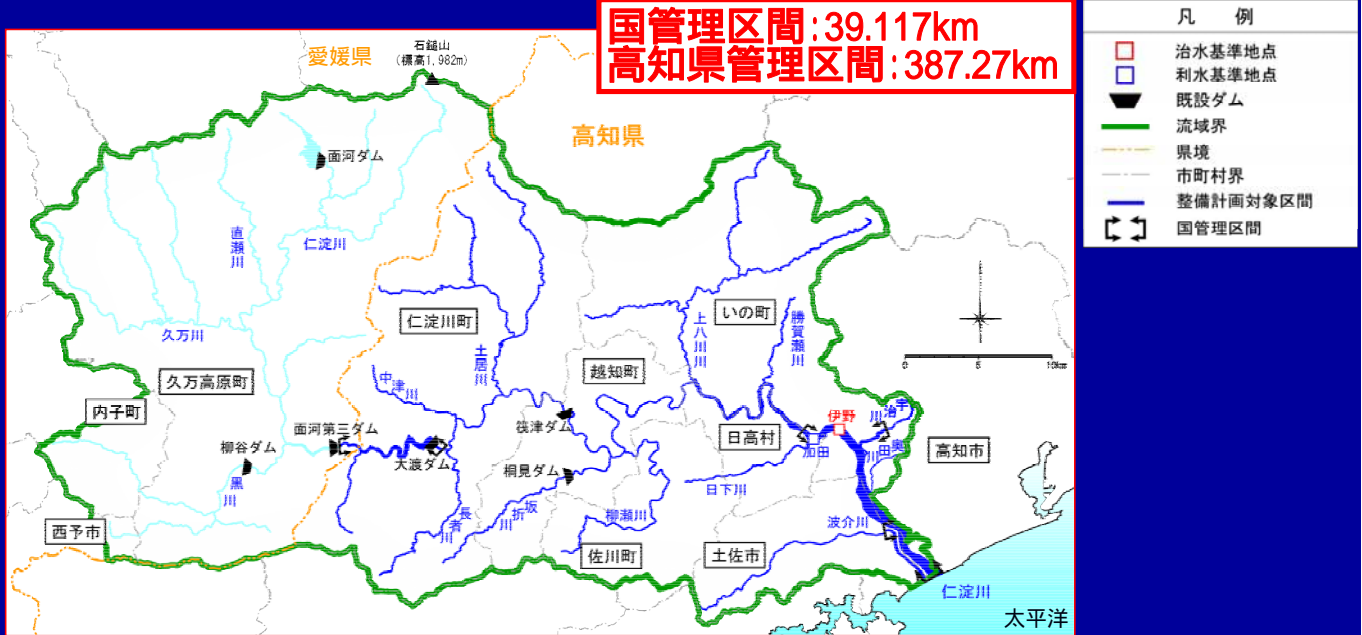 国管理区間:39.117km
高知県管理区間:387.27km
凡 例
治水基準地点
利水基準地点
既設ダム
流域界
県境
市町村界
整備計画対象区間
国管理区間
愛媛県
石鎚山
(標高1,982m)
高知県
面河ダム
直瀬川
仁淀川
久万川
仁淀川町
土居川
上八川川
いの町
勝賀瀬川
越知町
久万高原町
中津川
内子町
面河第三ダム
筏津ダム
伊野
宇治川
日高村
加田
奥田川
高知市
柳谷ダム
大渡ダム
桐見ダム
黒川
日下川
長者川
坂折川
柳瀬川
波介川
西予市
佐川町
土佐市
仁淀川
太平洋
0
5
10km